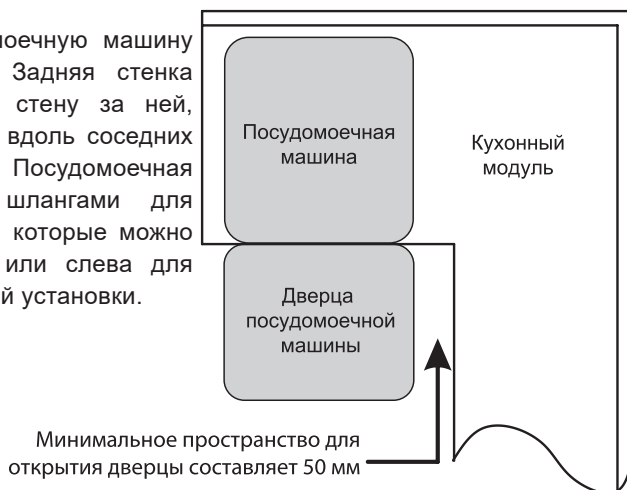 моечную машину
Задняя стенка
стену за ней,
вдоль соседних
Посудомоечная
шлангами для
которые можно
или слева для
й установки.
Посудомоечная
машина
Кухонный
модуль
Дверца
посудомоечной
машины
Минимальное пространство для
открытия дверцы составляет 50 мм